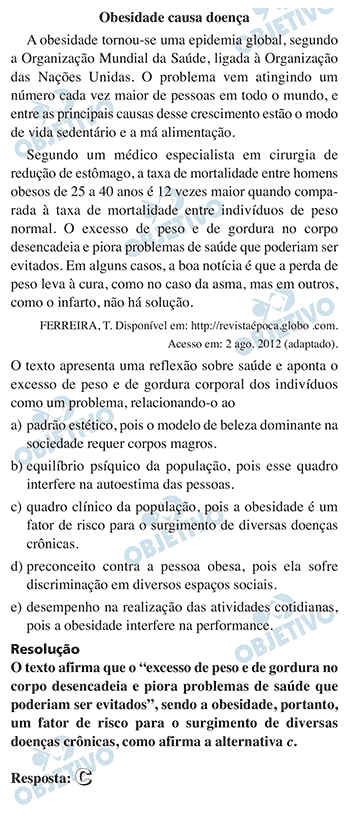 Obesidade causa doença
A obesidade tornou-se uma epidemia global, segundo
a Organização Mundial da Saúde, ligada à Organização
das Nações Unidas. O problema vem atingindo um
número cada vez maior de pessoas em todo o mundo, e
entre as principais causas desse crescimento estão o modo
de vida sedentário e a má alimentação.
Segundo um médico especialista em cirurgia de
redução de estômago, a taxa de mortalidade entre homens
obesos de 25 a 40 anos é 12 vezes maior quando compa-
rada à taxa de mortalidade entre indivíduos de peso
normal. O excesso de peso e de gordura no corpo
desencadeia e piora problemas de saúde que poderiam ser
evitados. Em alguns casos, a boa notícia é que a perda de
peso leva à cura, como no caso da asma, mas em outros,
como o infarto, não há solução.
FERREIRA, T. Disponível em: http://revistaépoca.globo .com.
Acesso em: 2 ago. 2012 (adaptado).
O texto apresenta uma reflexão sobre saúde e aponta o
excesso de peso e de gordura corporal dos indivíduos
como um problema, relacionando-o ao
a) padrão estético, pois o modelo de beleza dominante na
sociedade requer corpos magros.
b) equilíbrio psíquico da população, pois esse quadro
interfere na autoestima das pessoas.
c) quadro clínico da população, pois a obesidade é um
fator de risco para o surgimento de diversas doenças
crônicas.
d) preconceito contra a pessoa obesa, pois ela sofre
discriminação em diversos espaços sociais.
e) desempenho na realização das atividades cotidianas,
pois a obesidade interfere na performance.
Resolução
O texto afirma que o “excesso de peso e de gordura no
corpo desencadeia e piora problemas de saúde que
poderiam ser evitados”, sendo a obesidade, portanto,
um fator de risco para o surgimento de diversas
doenças crônicas, como afirma a alternativa c.
Resposta: C
OBJETIVO
OBJETIVO
OBJETIVO
OBJETIVO
OBJETIVO
OBJETIVO
OBJETIVO
OBJETIVO